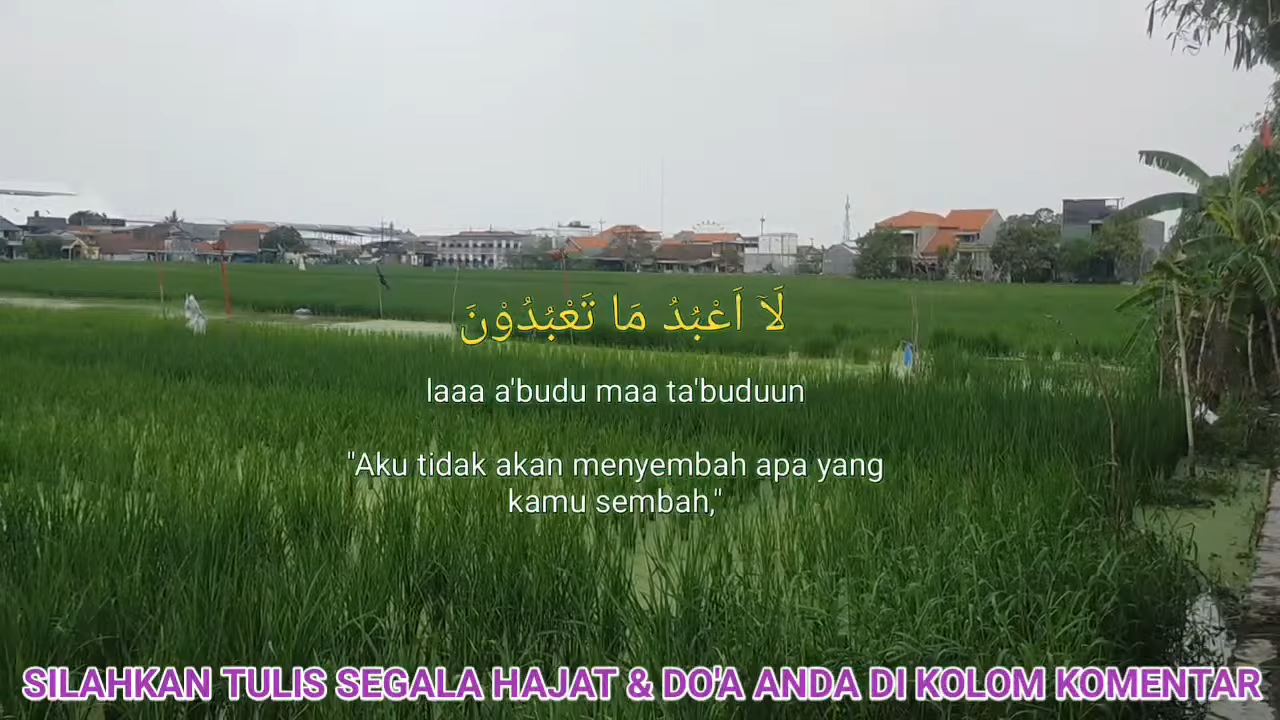 لَآ اَعْبُدُ مَا تَعْبُدُوْنَ
laaa a'budu maa ta'buduun
"Aku tidak akan menyembah apa yang
kamu sembah,"
SILAHKAN TULIS SEGALA HAJAT & DO'A ANDA DI KOLOM KOMENTAR